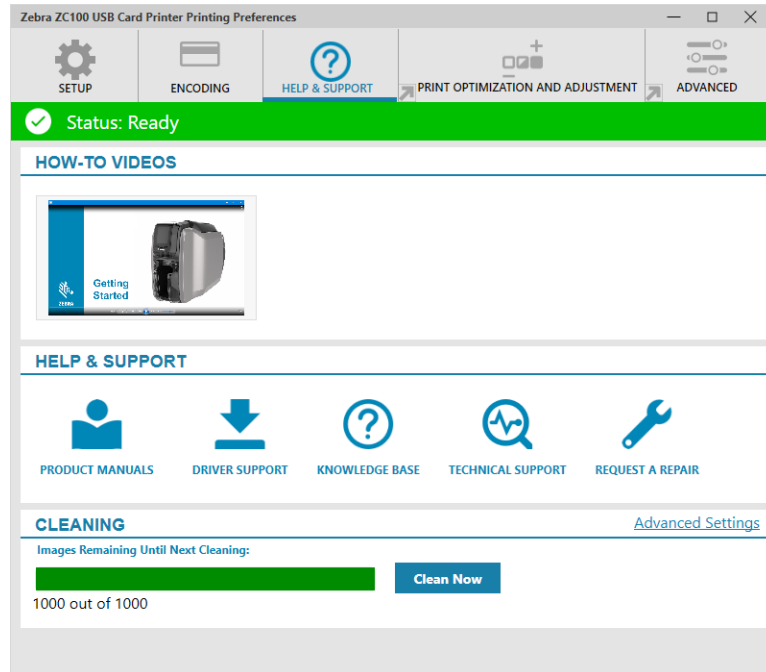 Zebra ZC100 USB Card Printer Printing Preferences
SETUP
ENCODING
HELP & SUPPORT
PRINT OPTIMIZATION AND ADJUSTMENT
ADVANCED
Status: Ready
HOW-TO VIDEOS
Getting
Started
ZEBRA
HELP & SUPPORT
PRODUCT MANUALS
DRIVER SUPPORT
KNOWLEDGE BASE
TECHNICAL SUPPORT
REQUEST A REPAIR
CLEANING
Advanced Settings
Images Remaining Until Next Cleaning:
Clean Now
1000 out of 1000